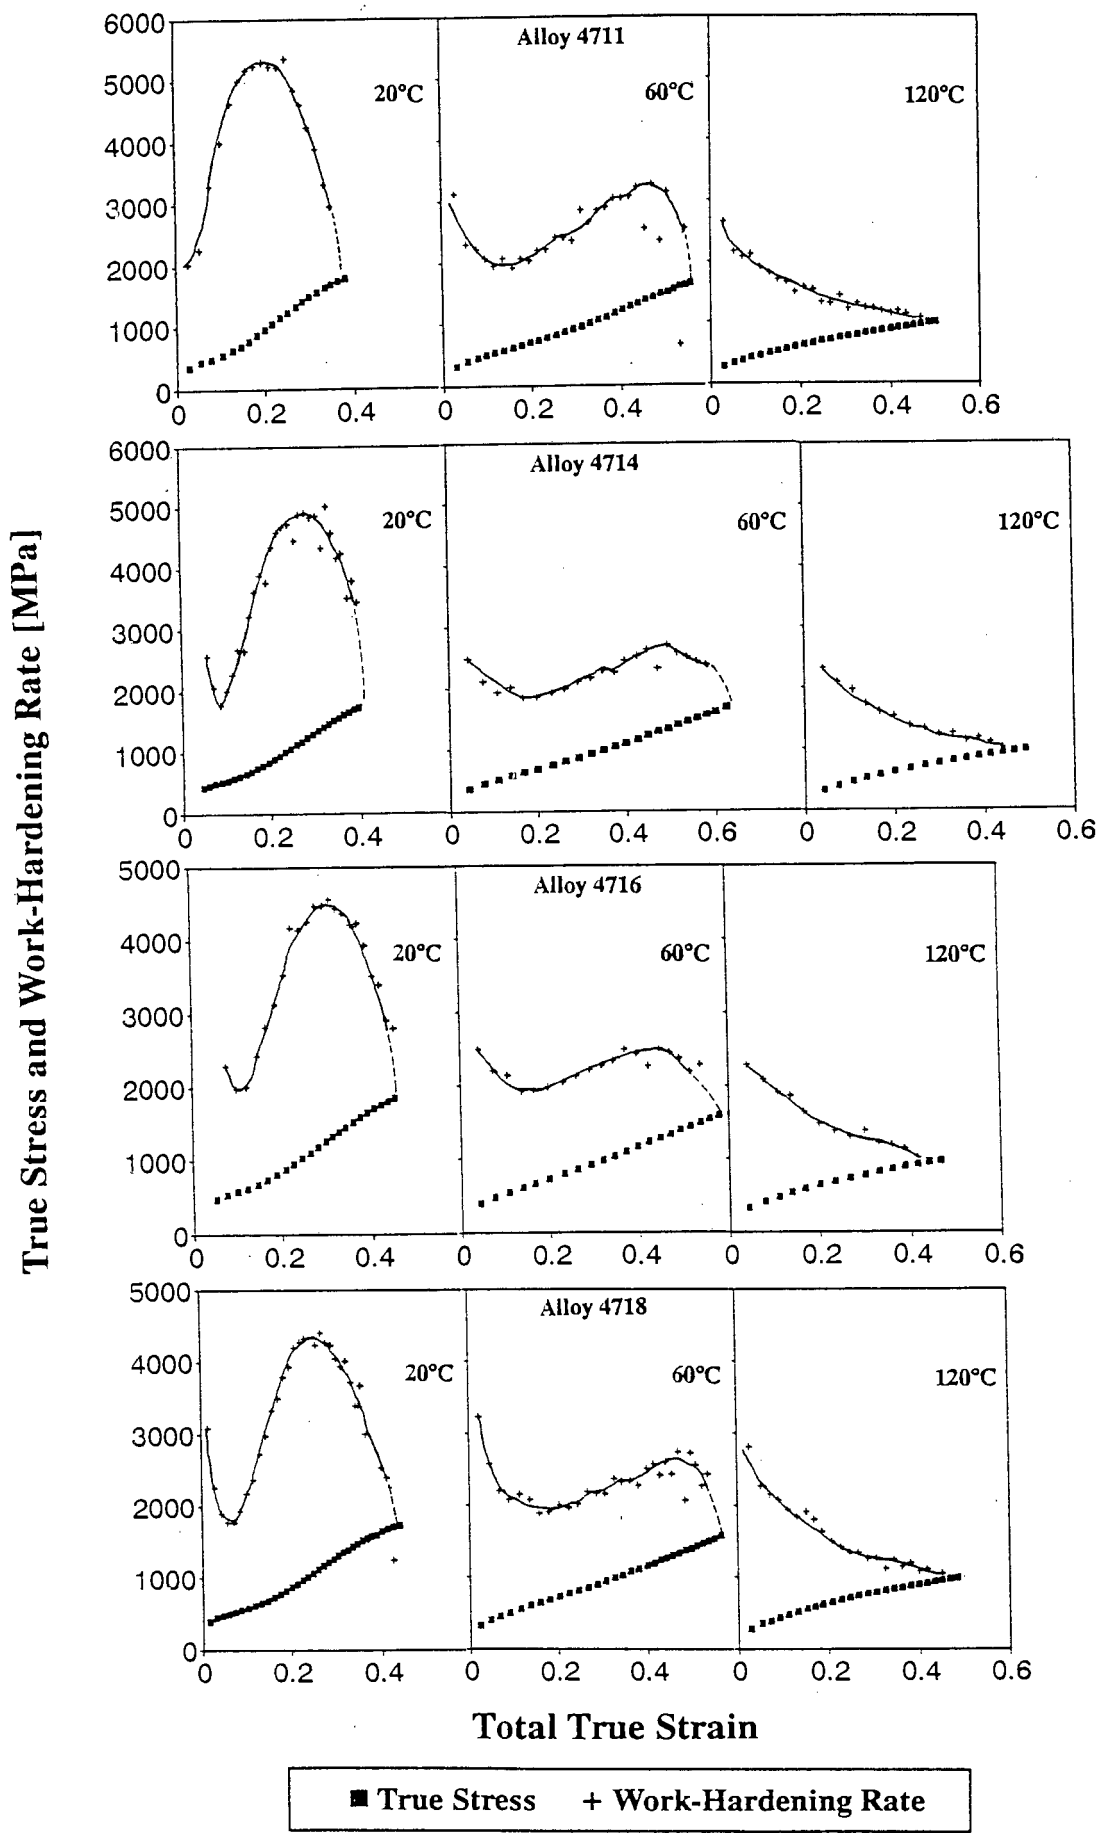 True Stress and Work-Hardening Rate [MPa]
Alloy 4711
6000
5000
4000
3000
2000
1000
0
20°C
60°C
120°C
0 0.2 0.4 0 0.2 0.4 0 0.2 0.4 0.6
Alloy 4714
6000
5000
4000
3000
2000
1000
0
20°C
60°C
120°C
0 0.2 0.4 0 0.2 0.4 0.6 0 0.2 0.4 0.6
Alloy 4716
5000
4000
3000
2000
1000
0
20°C
60°C
120°C
0 0.2 0.4 0 0.2 0.4 0 0.2 0.4 0.6
Alloy 4718
5000
4000
3000
2000
1000
0
20°C
60°C
120°C
0 0.2 0.4 0 0.2 0.4 0 0.2 0.4 0.6
Total True Strain
True Stress + Work-Hardening Rate